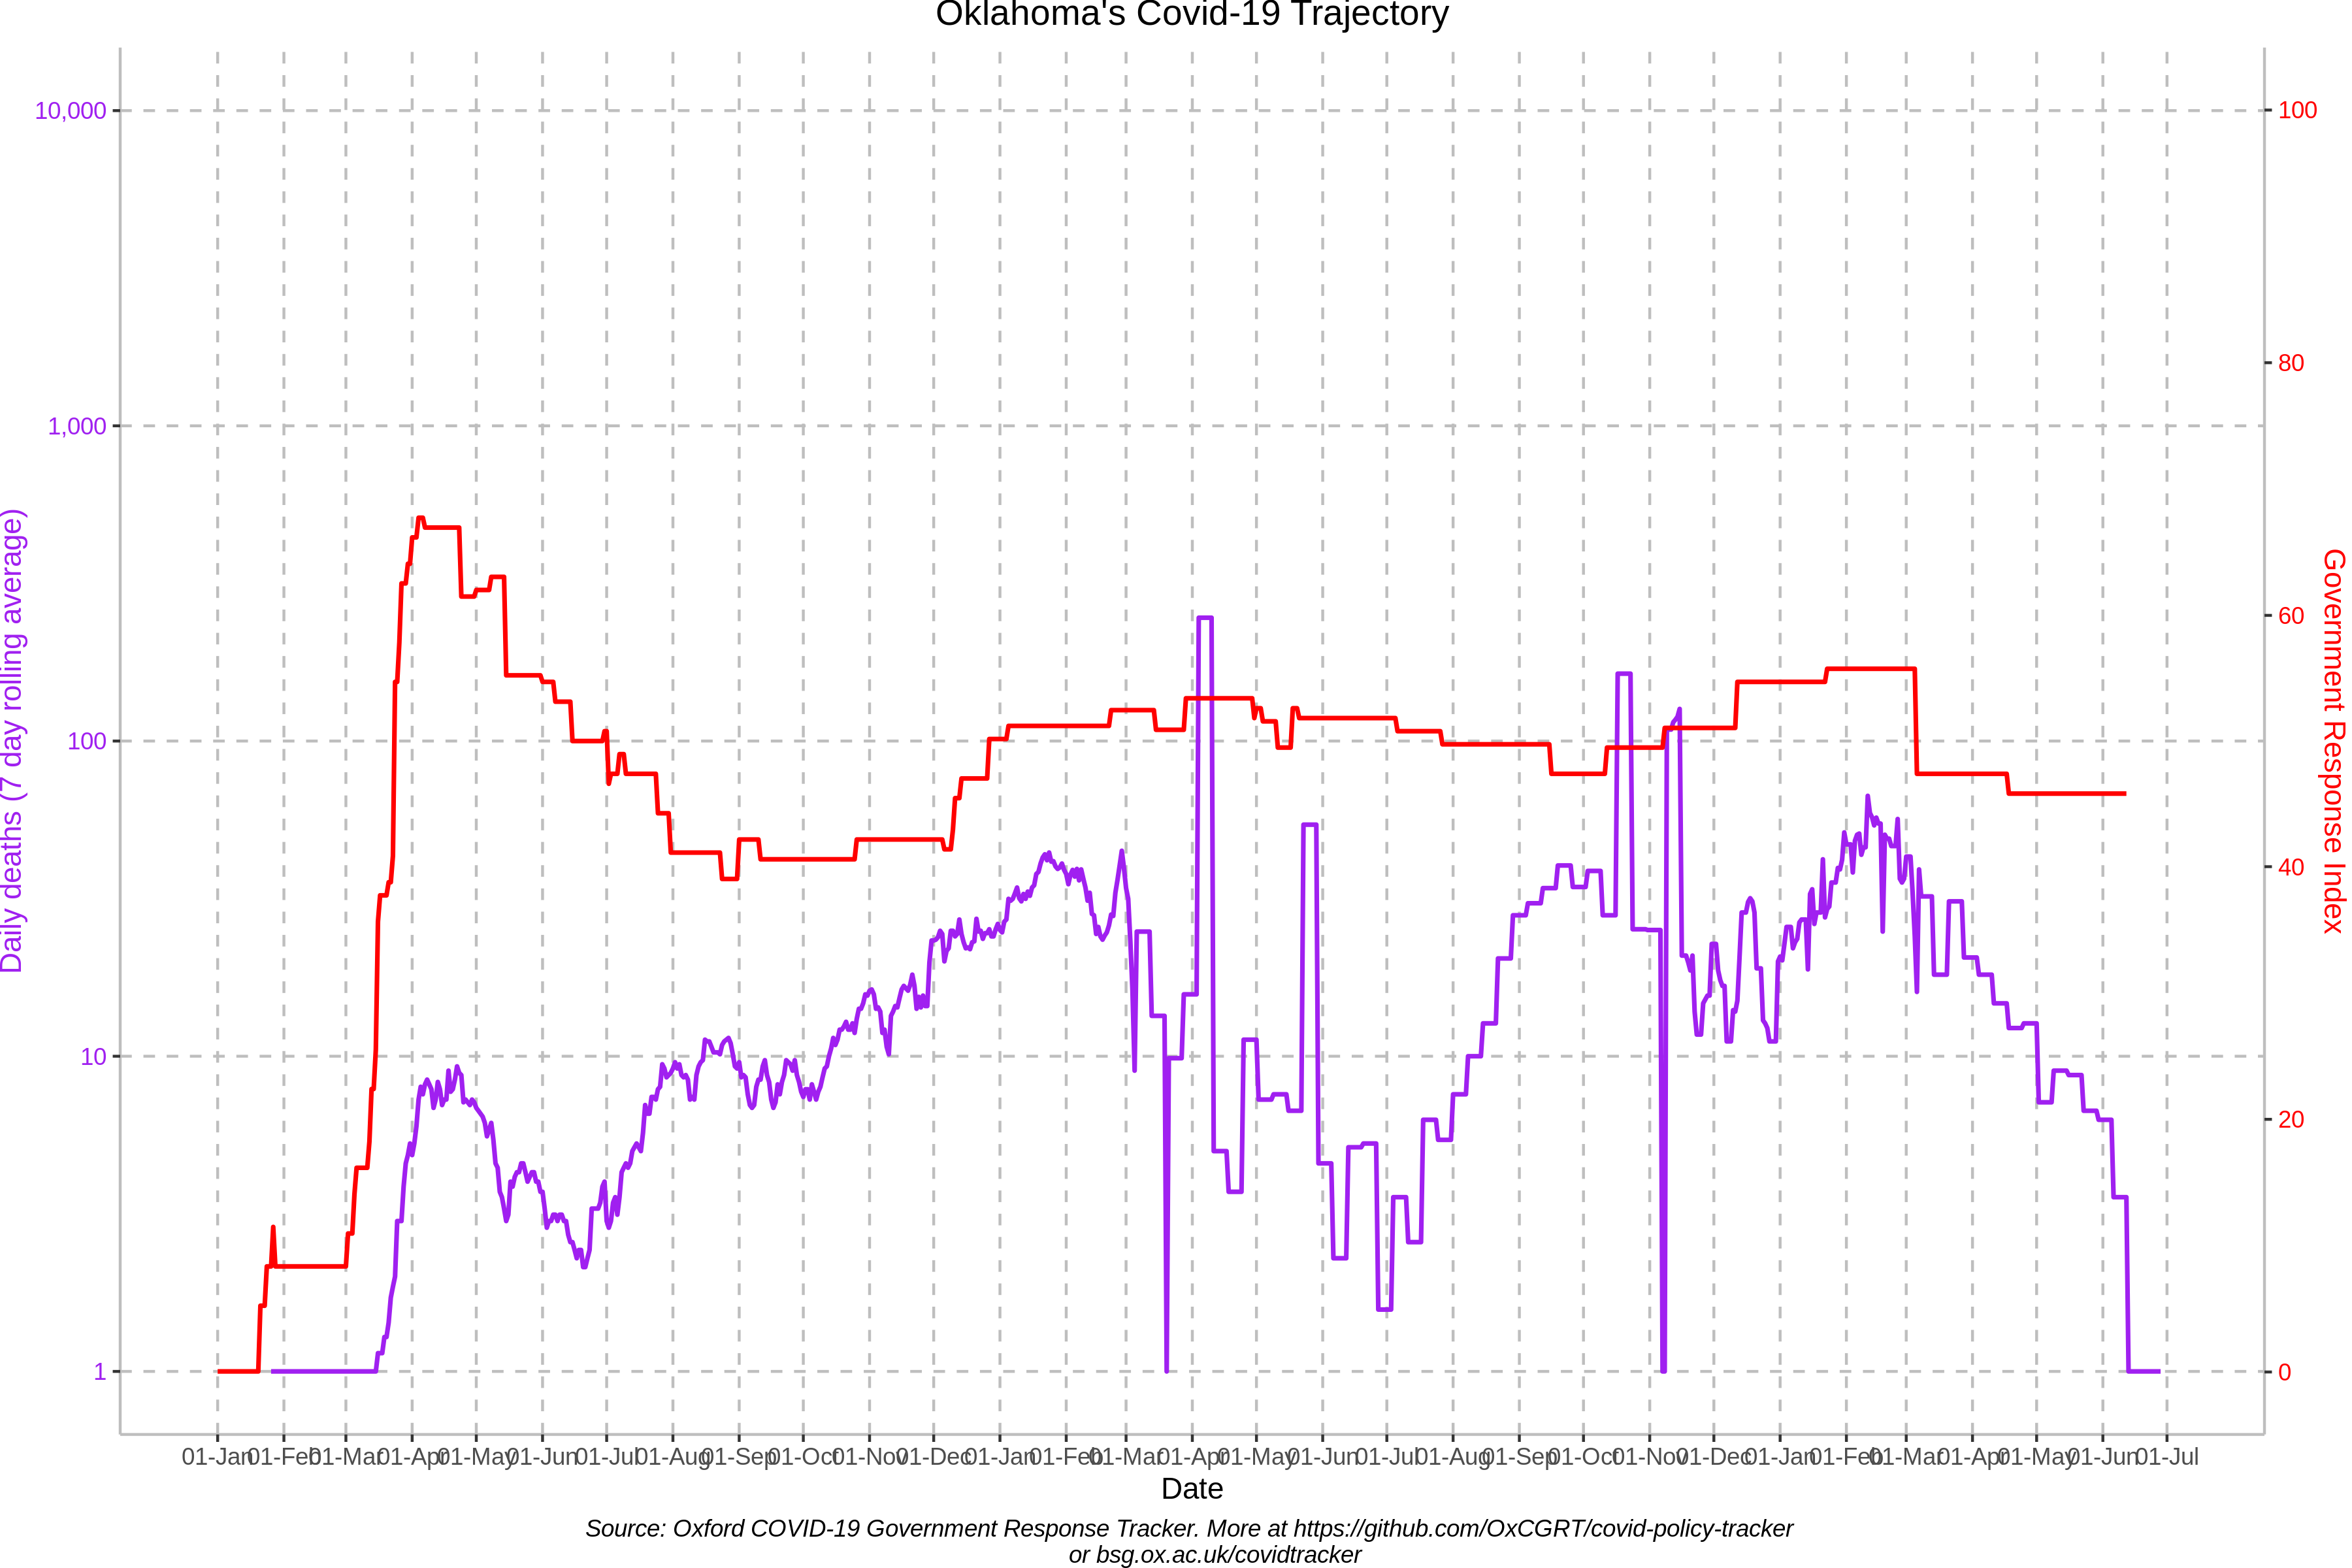 Oklahoma's Covid-19 Trajectory
10,000
1,000
100
10
1
Daily deaths (7 day rolling average)
100
80
60
40
20
0
Government Response Index
01-Jan 01-Feb 01-Mar 01-Apr 01-May 01-Jun 01-Jul 01-Aug 01-Sep 01-Oct 01-Nov 01-Dec 01-Jan 01-Feb 01-Mar 01-Apr 01-May 01-Jun 01-Jul 01-Aug 01-Sep 01-Oct 01-Nov 01-Dec 01-Jan 01-Feb 01-Mar 01-Apr 01-May 01-Jun 01-Jul
Date
Source: Oxford COVID-19 Government Response Tracker. More at https://github.com/OxCGRT/covid-policy-tracker
or bsg.ox.ac.uk/covidtracker